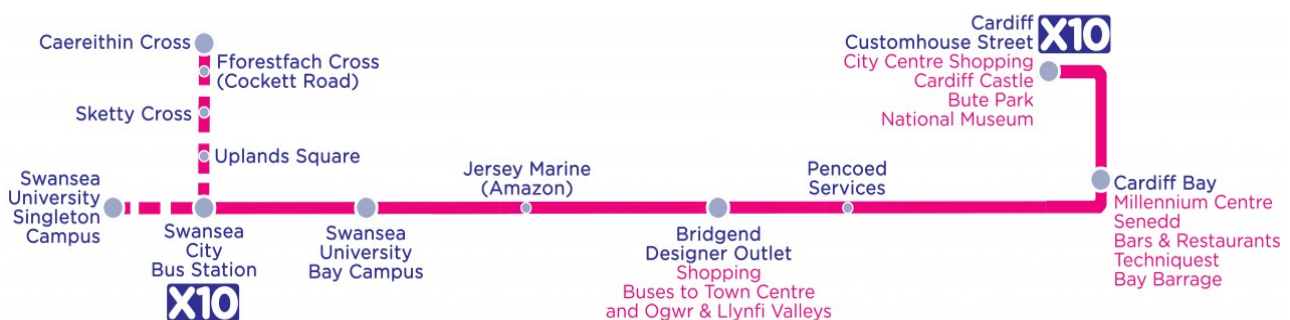 Caereithin Cross
Fforestfach Cross
(Cockett Road)
Sketty Cross
Uplands Square
Swansea
University
Singleton
Campus
Swansea
City
Bus Station
X10
Swansea
University
Bay Campus
Jersey Marine
(Amazon)
Bridgend
Designer Outlet
Shopping
Buses to Town Centre
and Ogwr & Llynfi Valleys
Pencoed
Services
Cardiff
Customhouse Street
X10
City Centre Shopping
Cardiff Castle
Bute Park
National Museum
Cardiff Bay
Millennium Centre
Senedd
Bars & Restaurants
Techniquest
Bay Barrage